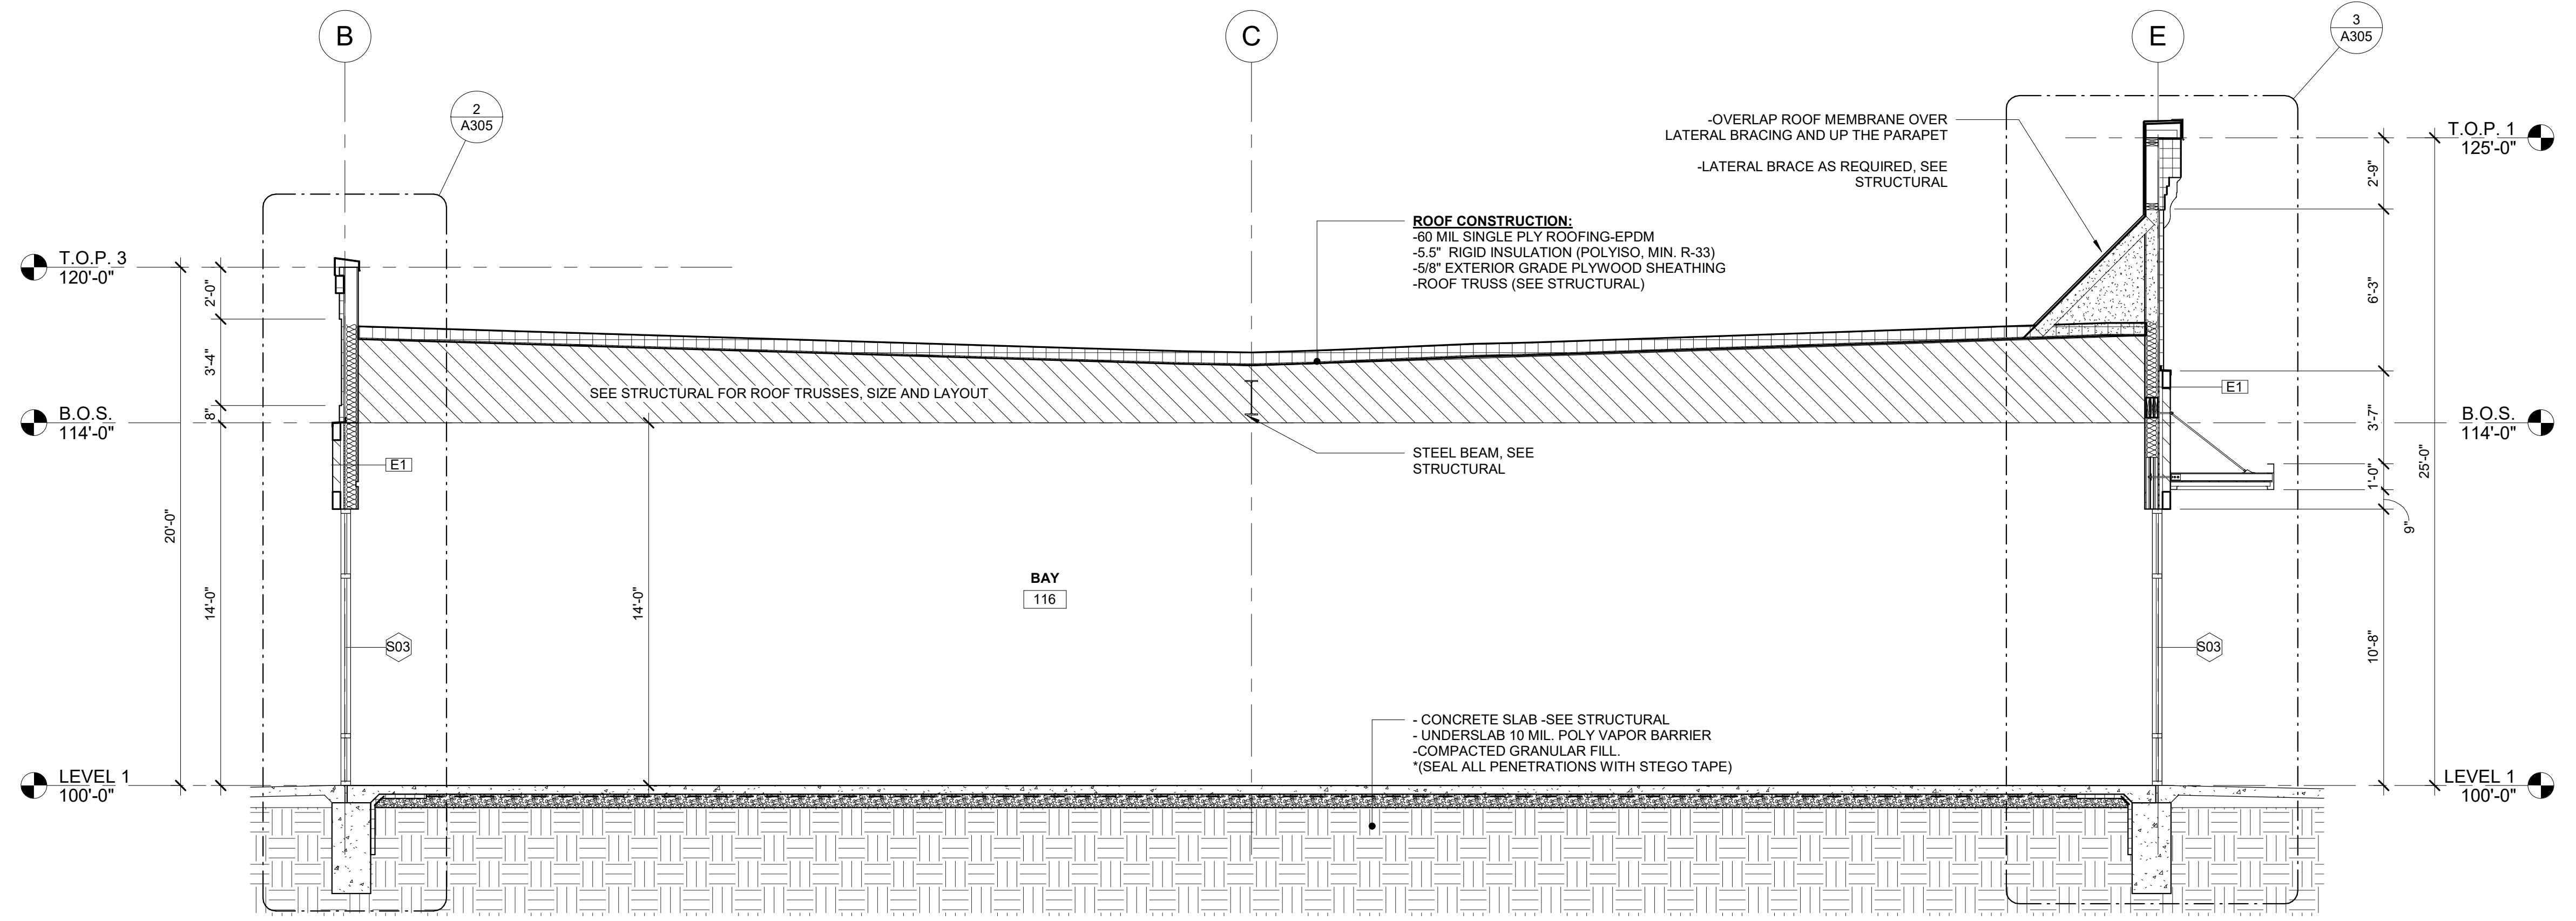 B
C
E
3
A305
2
A305
-OVERLAP ROOF MEMBRANE OVER
LATERAL BRACING AND UP THE PARAPET
-LATERAL BRACE AS REQUIRED, SEE
STRUCTURAL
T.O.P. 1
125'-0"
2'-9"
ROOF CONSTRUCTION:
-60 MIL SINGLE PLY ROOFING-EPDM
-5.5" RIGID INSULATION (POLYISO, MIN. R-33)
-5/8" EXTERIOR GRADE PLYWOOD SHEATHING
-ROOF TRUSS (SEE STRUCTURAL)
T.O.P. 3
120'-0"
2'-0"
6'-3"
3'-4"
SEE STRUCTURAL FOR ROOF TRUSSES, SIZE AND LAYOUT
E1
8"
B.O.S.
114'-0"
3'-7"
B.O.S.
114'-0"
STEEL BEAM, SEE
STRUCTURAL
E1
25'-0"
1'-0"
9"
20'-0"
14'-0"
14'-0"
BAY
116
S03
S03
10'-8"
- CONCRETE SLAB -SEE STRUCTURAL
- UNDERSLAB 10 MIL. POLY VAPOR BARRIER
-COMPACTED GRANULAR FILL.
*(SEAL ALL PENETRATIONS WITH STEGO TAPE)
LEVEL 1
100'-0"
LEVEL 1
100'-0"